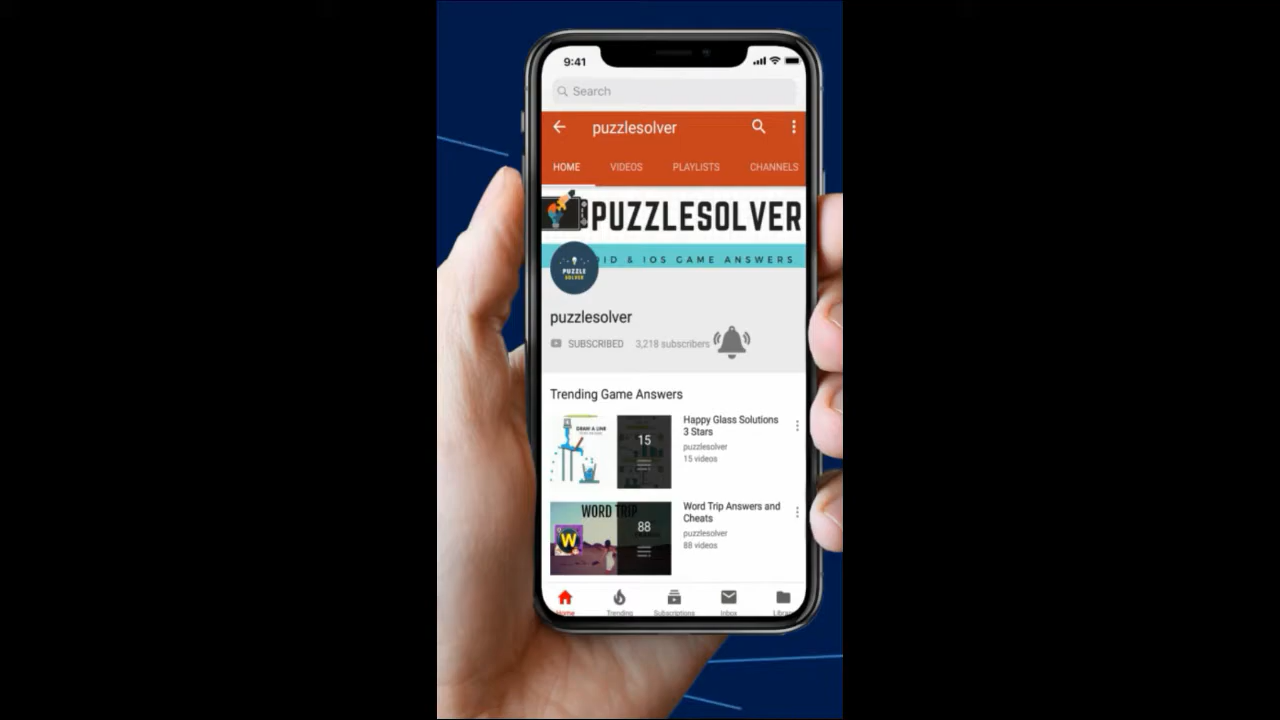 9:41
Search
puzzlesolver
HOME VIDEOS PLAYLISTS CHANNELS
PUZZLESOLVER
& IOS GAME ANSWERS
PUZZLE
SOLVER
puzzlesolver
SUBSCRIBED 3,218 subscribers
Trending Game Answers
DRAW A LINE
15
Happy Glass Solutions
3 Stars
puzzlesolver
15 videos
WORD TRIP
W
88
Word Trip Answers and
Cheats
puzzlesolver
88 videos
Home Trending Subscriptions Inbox